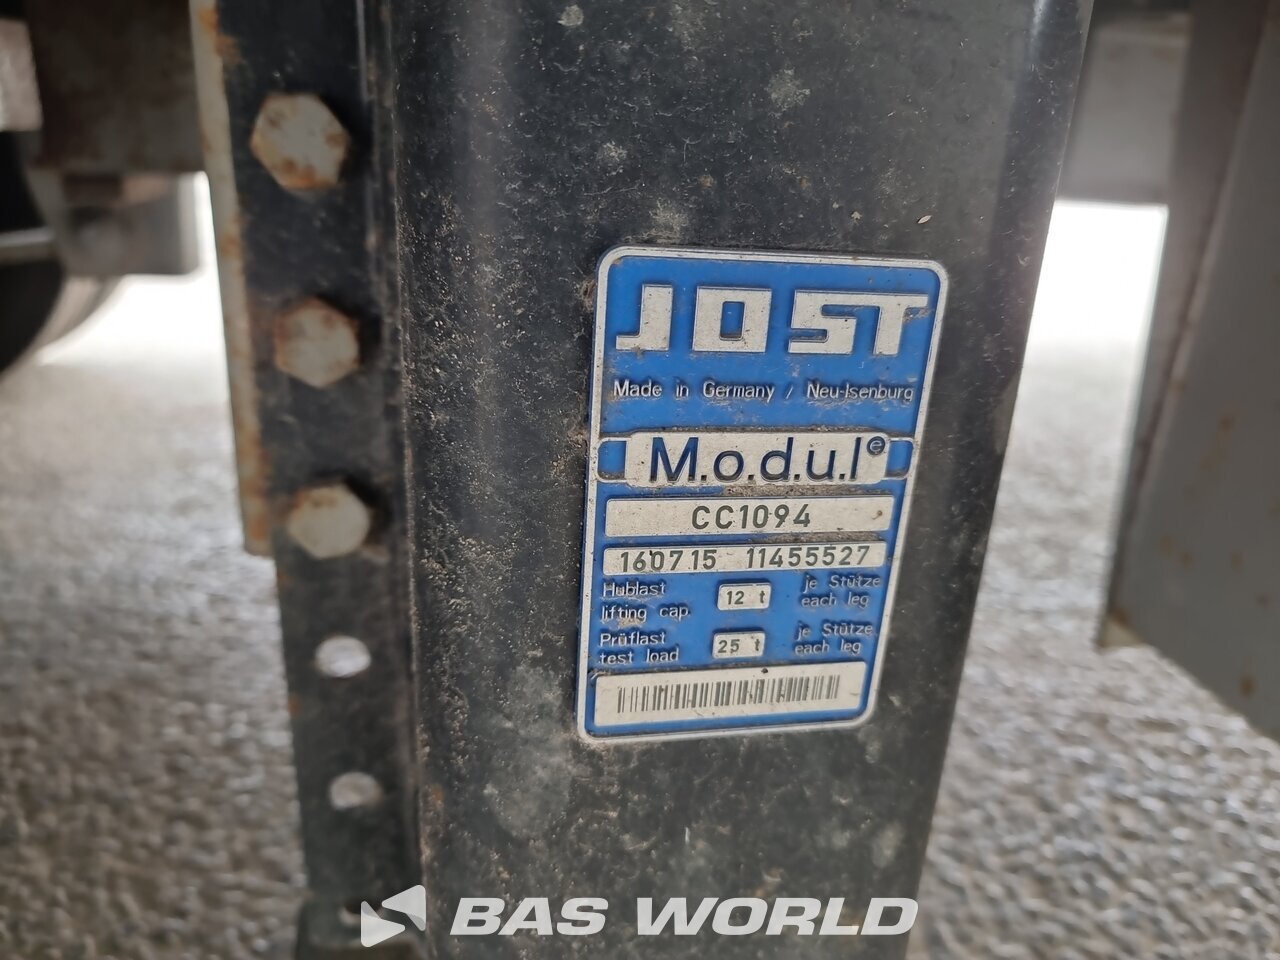 JOST
Made in Germany / Neu-Isenburg
M.o.d.u.l e
CC1094
160715 11455527
Hublast 12 t je Stütze
lifting cap. each leg
Prüflast 25 t je Stütze
test load each leg
BAS WORLD